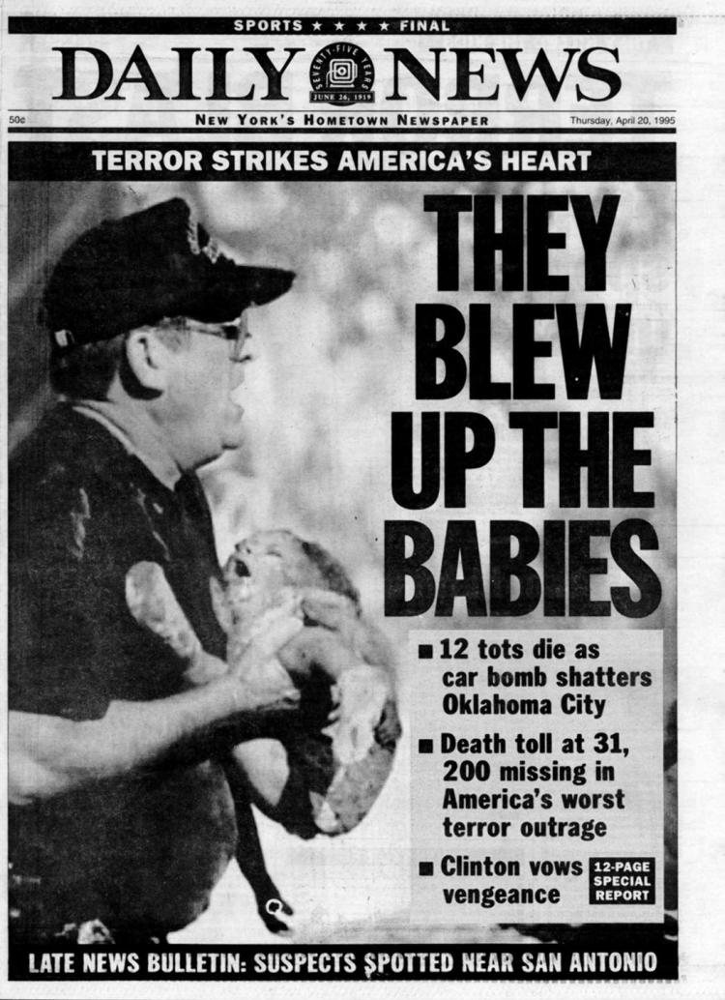 SPORTS ★ ★ ★ ★ FINAL
DAILY NEWS
SEVENTY-FIVE YEARS
JUNE 26, 1919
50¢
NEW YORK'S HOMETOWN NEWSPAPER
Thursday, April 20, 1995
TERROR STRIKES AMERICA'S HEART
THEY
BLEW
UP THE
BABIES
■ 12 tots die as
car bomb shatters
Oklahoma City
■ Death toll at 31,
200 missing in
America's worst
terror outrage
■ Clinton vows
vengeance
12-PAGE
SPECIAL
REPORT
LATE NEWS BULLETIN: SUSPECTS SPOTTED NEAR SAN ANTONIO